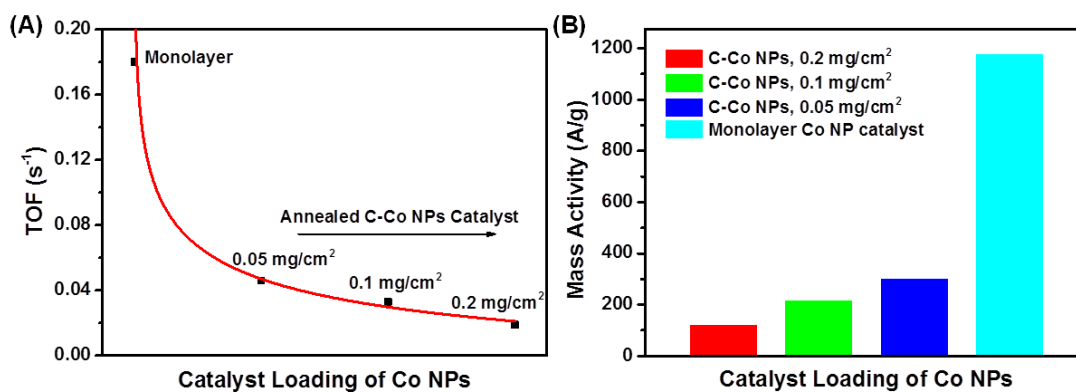 (A)
0.20
0.16
0.12
0.08
0.04
0.00
TOF (s⁻¹)
Monolayer
Annealed C-Co NPs Catalyst
0.05 mg/cm²
0.1 mg/cm²
0.2 mg/cm²
Catalyst Loading of Co NPs
(B)
1200
1000
800
600
400
200
0
Mass Activity (A/g)
C-Co NPs, 0.2 mg/cm²
C-Co NPs, 0.1 mg/cm²
C-Co NPs, 0.05 mg/cm²
Monolayer Co NP catalyst
Catalyst Loading of Co NPs